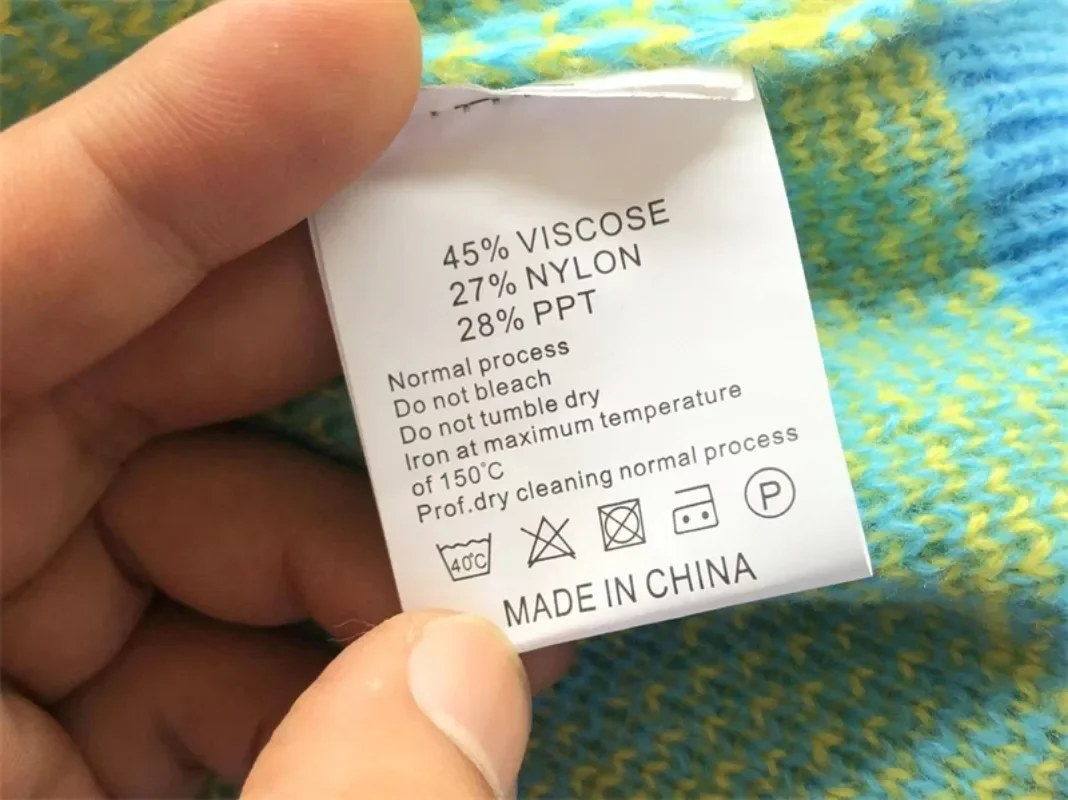 45% VISCOSE
27% NYLON
28% PPT
Normal process
Do not bleach
Do not tumble dry
Iron at maximum temperature
of 150°C
Prof.dry cleaning normal process
40°C P
MADE IN CHINA